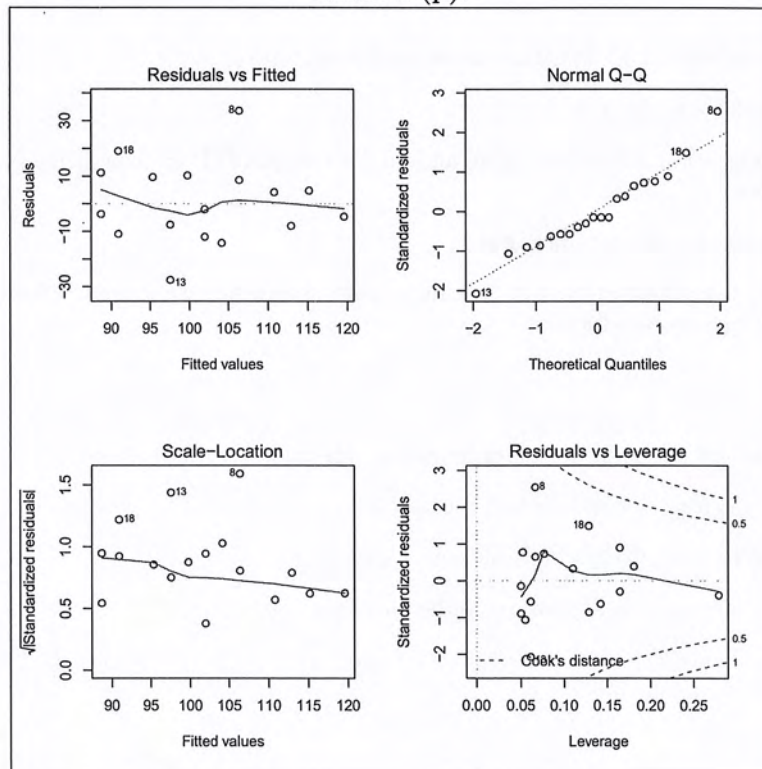 (p)
Residuals vs Fitted
Residuals
30
10
−10
−30
8
18
13
90 95 100 105 110 115 120
Fitted values
Normal Q−Q
Standardized residuals
3
2
1
0
−1
−2
8
18
13
−2 −1 0 1 2
Theoretical Quantiles
Scale−Location
√|Standardized residuals|
1.5
1.0
0.5
0.0
8
13
18
90 95 100 105 110 115 120
Fitted values
Residuals vs Leverage
Standardized residuals
3
2
1
0
−1
−2
8
18
1
0.5
0.5
1
Cook's distance
0.00 0.05 0.10 0.15 0.20 0.25
Leverage